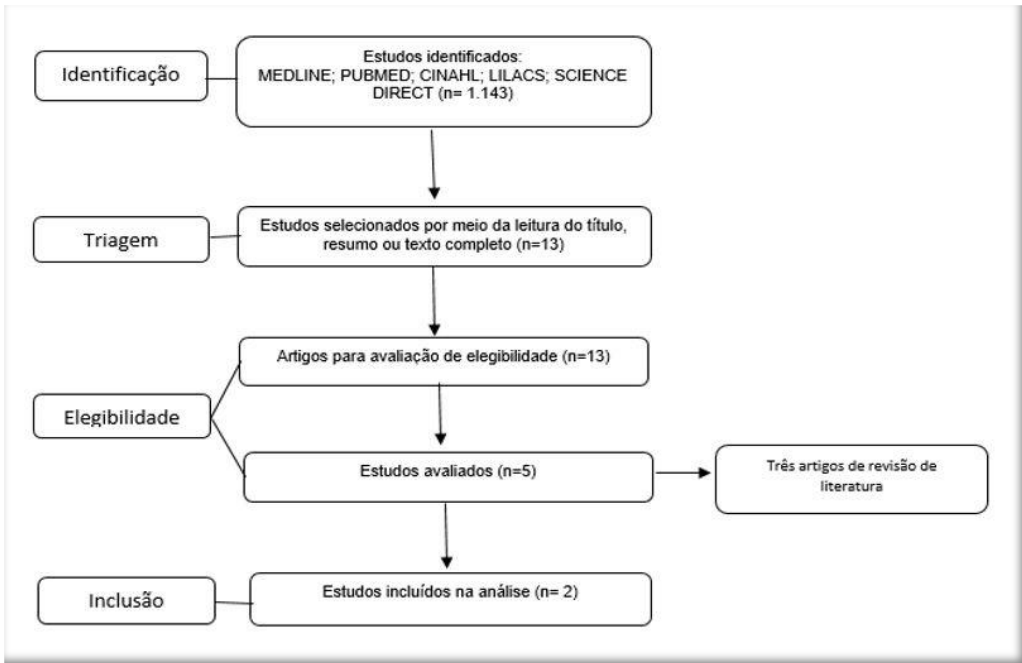 Identificação
Estudos identificados:
MEDLINE; PUBMED; CINAHL; LILACS; SCIENCE
DIRECT (n= 1.143)
Triagem
Estudos selecionados por meio da leitura do título,
resumo ou texto completo (n=13)
Artigos para avaliação de elegibilidade (n=13)
Elegibilidade
Estudos avaliados (n=5)
Três artigos de revisão de
literatura
Inclusão
Estudos incluídos na análise (n= 2)